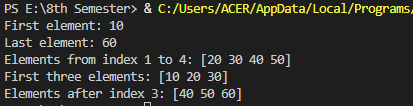 PS E:\8th Semester> & C:/Users/ACER/AppData/Local/Programs/
First element: 10
Last element: 60
Elements from index 1 to 4: [20 30 40 50]
First three elements: [10 20 30]
Elements after index 3: [40 50 60]